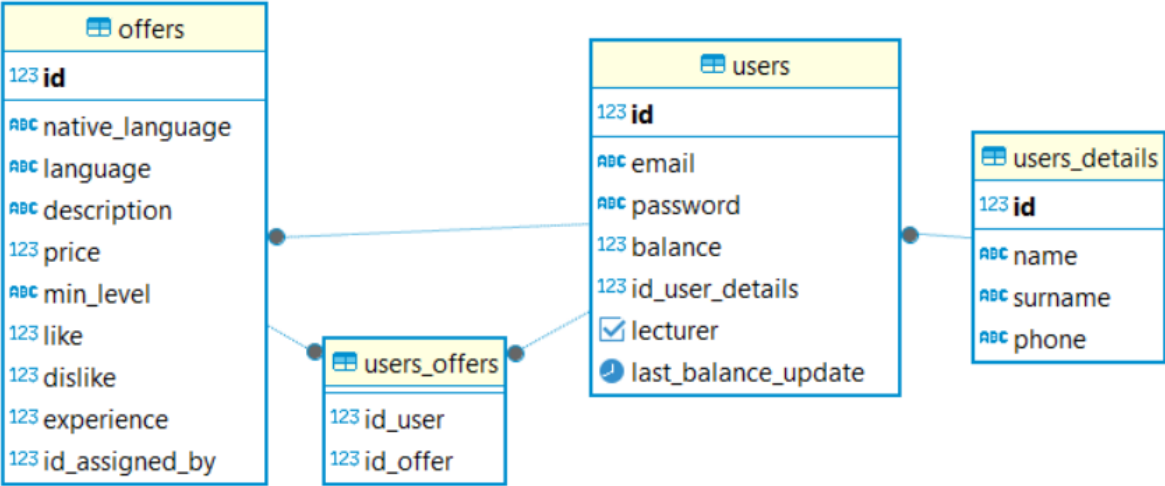 offers
123 id
ABC native_language
ABC language
ABC description
123 price
ABC min_level
123 like
123 dislike
123 experience
123 id_assigned_by
users_offers
123 id_user
123 id_offer
users
123 id
ABC email
ABC password
123 balance
123 id_user_details
lecturer
last_balance_update
users_details
123 id
ABC name
ABC surname
ABC phone